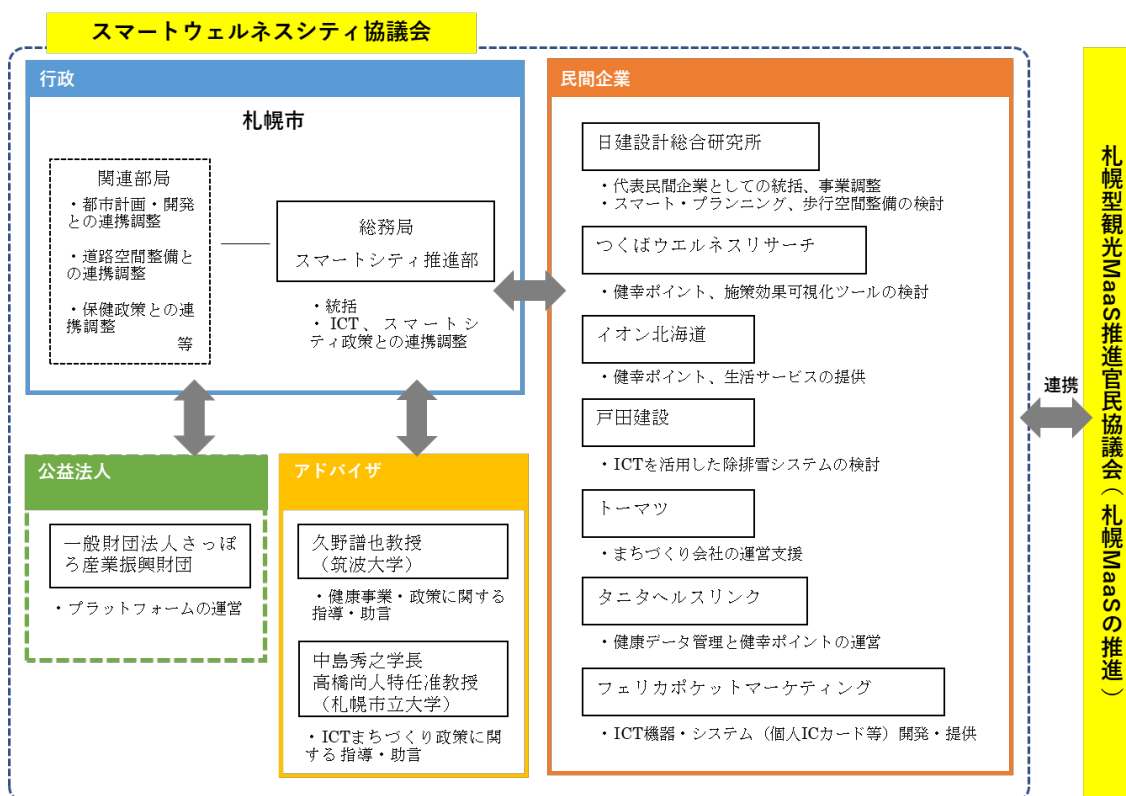 スマートウェルネスシティ協議会
行政
札幌市
関連部局
・都市計画・開発
との連携調整
・道路空間整備と
の連携調整
・保健政策との連
携調整
等
総務局
スマートシティ推進部
・統括
・ICT、スマートシ
ティ政策との連携調整
公益法人
一般財団法人さっぽ
ろ産業振興財団
・プラットフォームの運営
アドバイザ
久野譜也教授
（筑波大学）
・健康事業・政策に関する
指導・助言
中島秀之学長
高橋尚人特任准教授
（札幌市立大学）
・ICTまちづくり政策に関
する指導・助言
民間企業
日建設計総合研究所
・代表民間企業としての統括、事業調整
・スマート・プランニング、歩行空間整備の検討
つくばウエルネスリサーチ
・健幸ポイント、施策効果可視化ツールの検討
イオン北海道
・健幸ポイント、生活サービスの提供
戸田建設
・ICTを活用した除排雪システムの検討
トーマツ
・まちづくり会社の運営支援
タニタヘルスリンク
・健康データ管理と健幸ポイントの運営
フェリカポケットマーケティング
・ICT機器・システム（個人ICカード等）開発・提供
連携
札幌型観光MaaS推進官民協議会（札幌MaaSの推進）